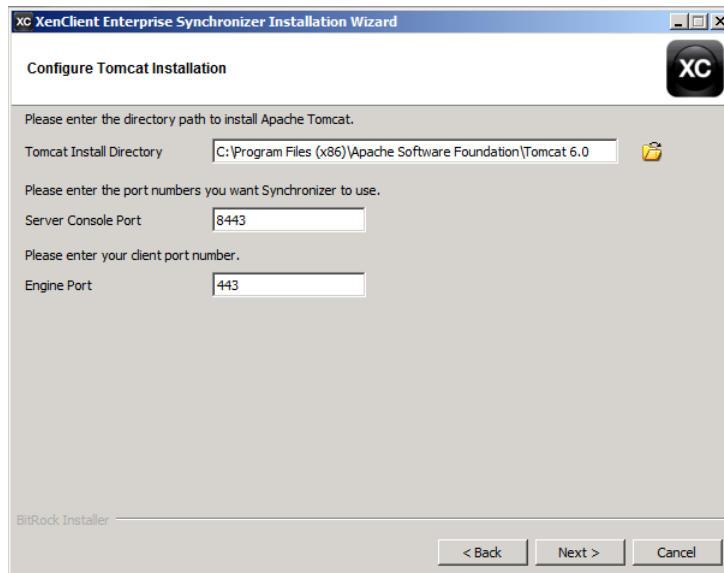 XC XenClient Enterprise Synchronizer Installation Wizard
Configure Tomcat Installation
XC
Please enter the directory path to install Apache Tomcat.
Tomcat Install Directory C:\Program Files (x86)\Apache Software Foundation\Tomcat 6.0
Please enter the port numbers you want Synchronizer to use.
Server Console Port 8443
Please enter your client port number.
Engine Port 443
BitRock Installer
< Back Next > Cancel